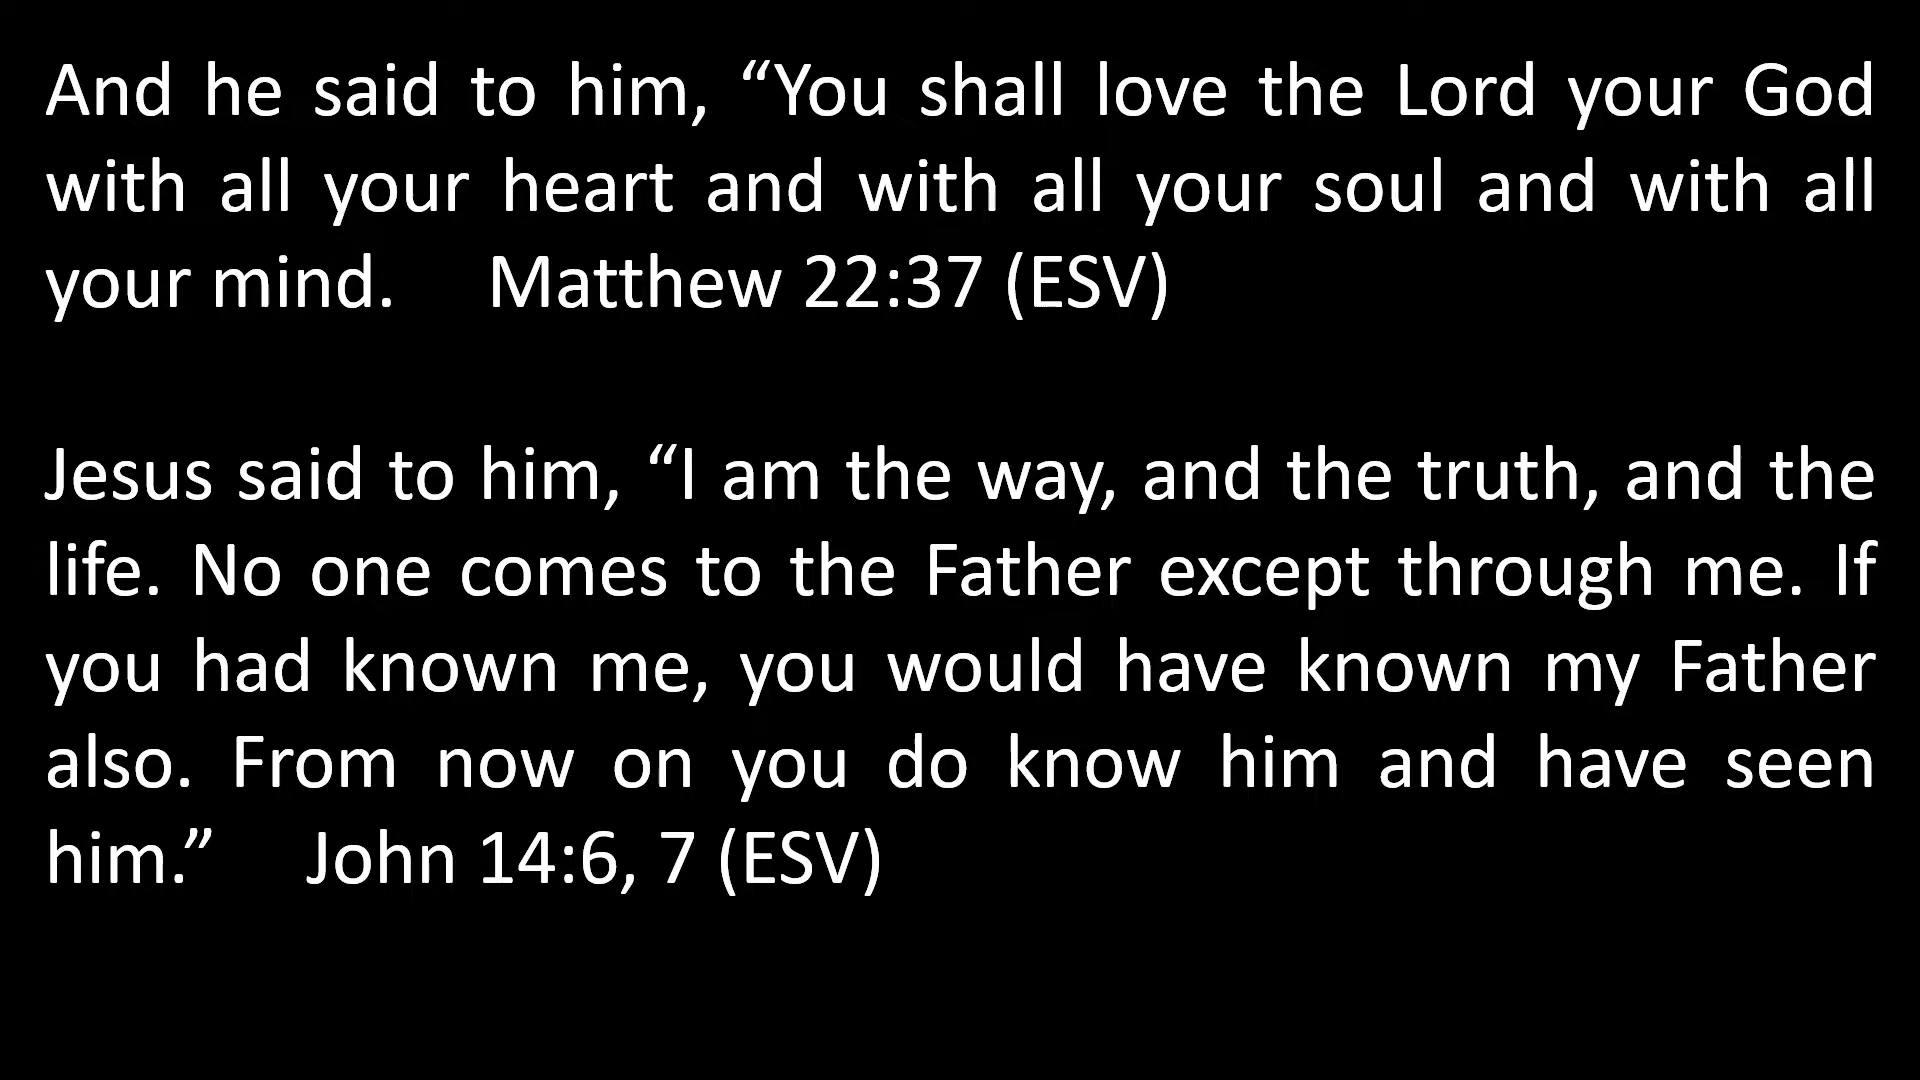 And he said to him, “You shall love the Lord your God
with all your heart and with all your soul and with all
your mind. Matthew 22:37 (ESV)
Jesus said to him, “I am the way, and the truth, and the
life. No one comes to the Father except through me. If
you had known me, you would have known my Father
also. From now on you do know him and have seen
him.” John 14:6, 7 (ESV)